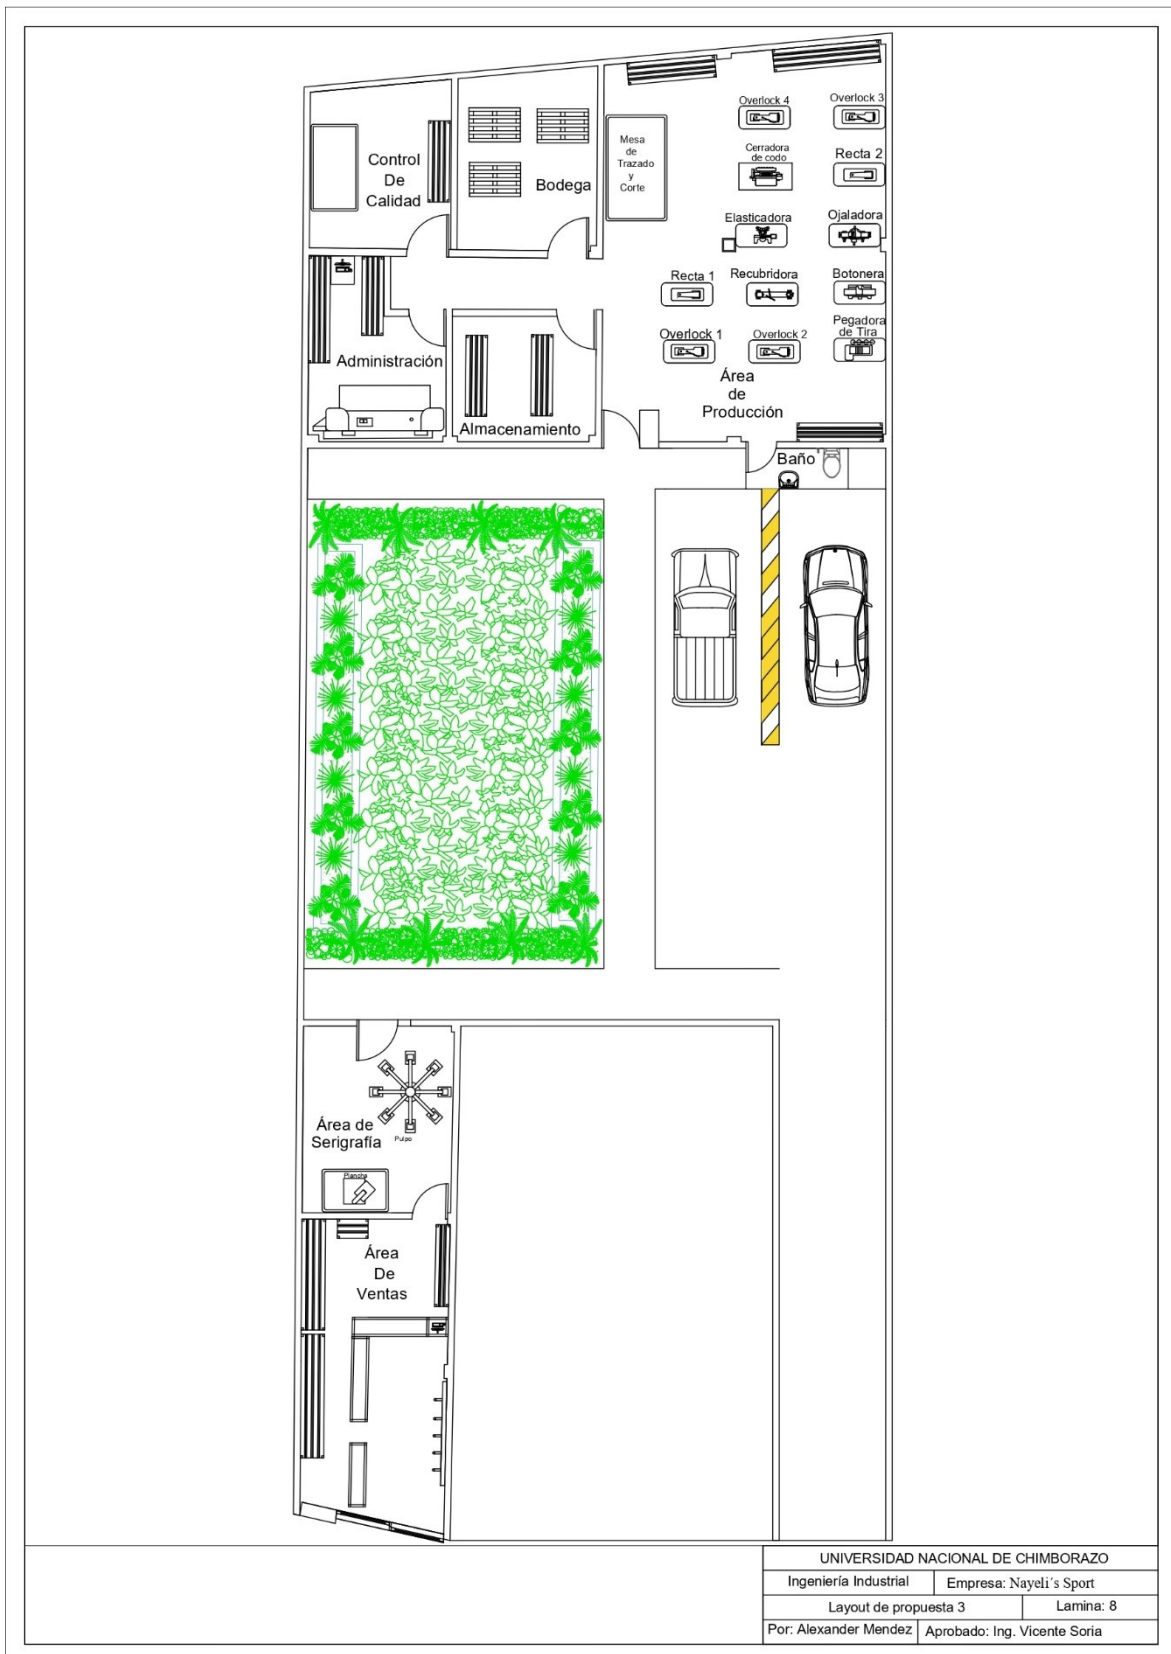 Overlock 4
Overlock 3
Mesa
de
Trazado
y
Corte
Cerradora
de codo
Recta 2
Control
De
Calidad
Bodega
Elasticadora
Ojaladora
Recta 1
Recubridora
Botonera
Pegadora
de Tira
Overlock 1
Overlock 2
Administración
Área
de
Producción
Almacenamiento
Baño
Área de
Serigrafía
Pulpo
Plancha
Área
De
Ventas
UNIVERSIDAD NACIONAL DE CHIMBORAZO
Ingeniería Industrial
Empresa: Nayeli´s Sport
Layout de propuesta 3
Lamina: 8
Por: Alexander Mendez
Aprobado: Ing. Vicente Soria